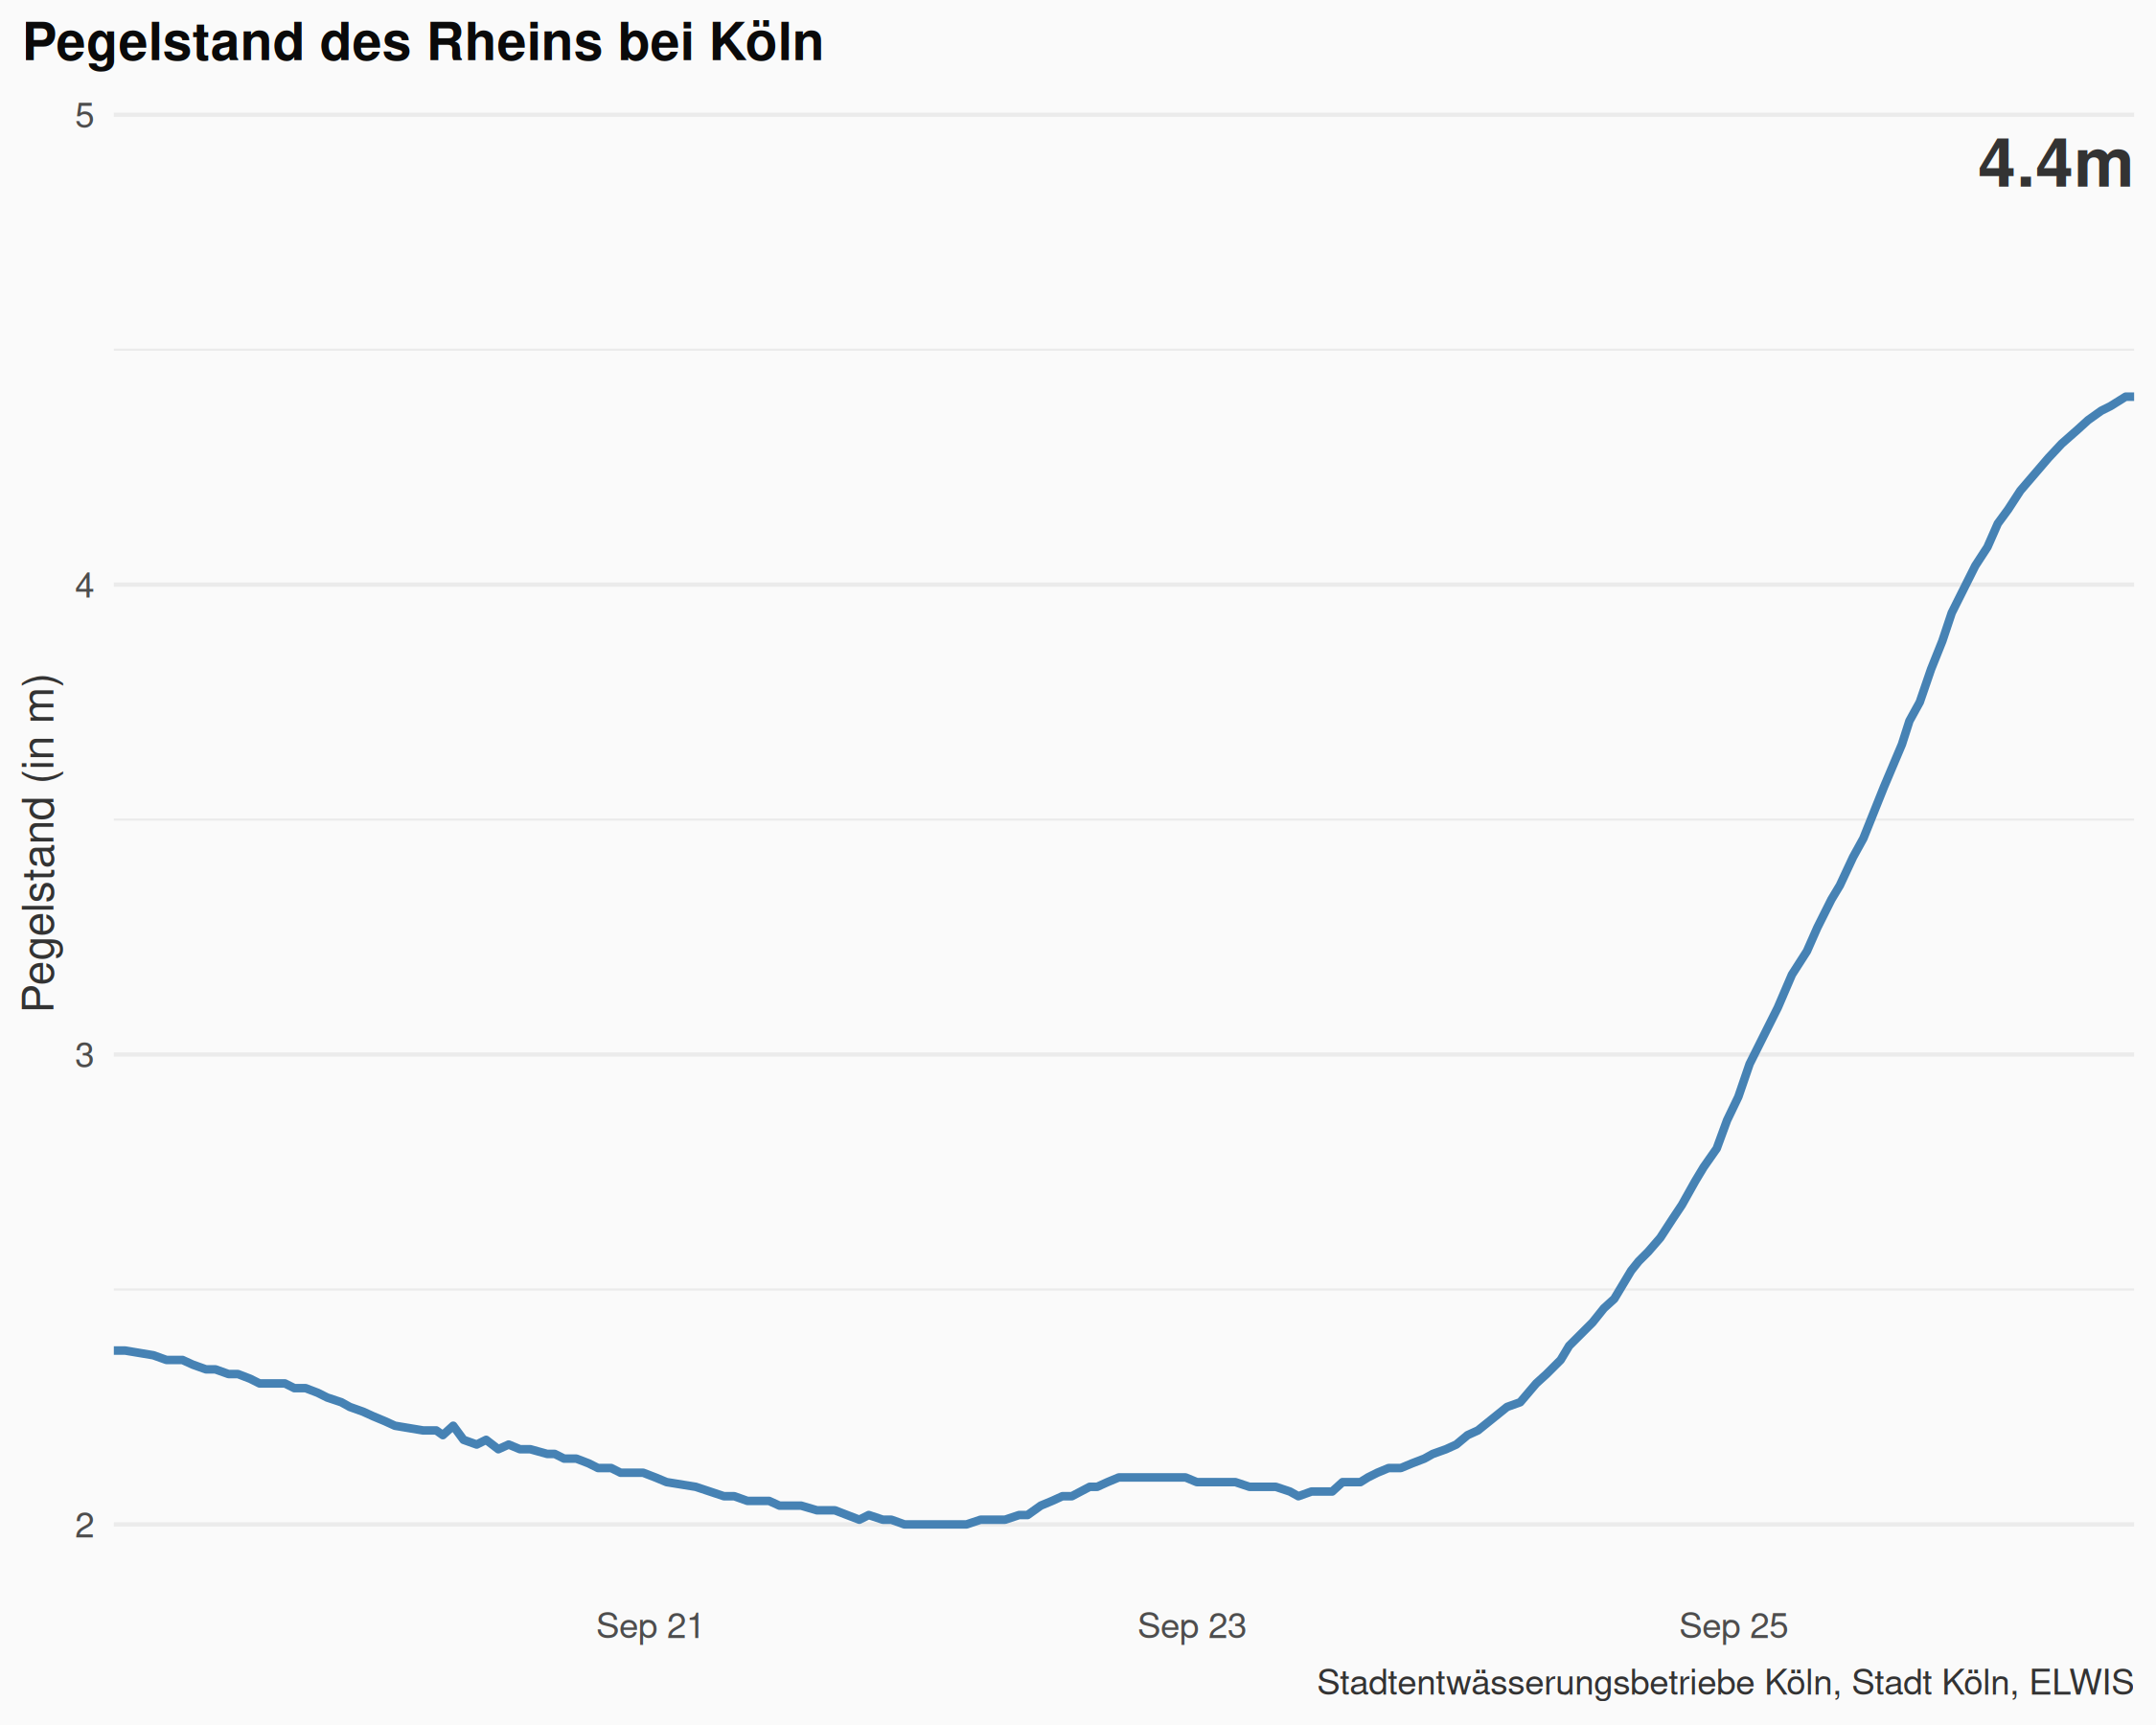 Pegelstand des Rheins bei Köln
5
4.4m
4
Pegelstand (in m)
3
2
Sep 21
Sep 23
Sep 25
Stadtentwässerungsbetriebe Köln, Stadt Köln, ELWIS